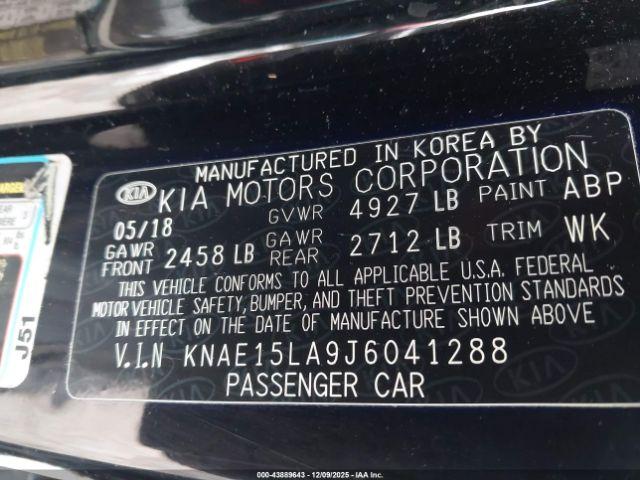 MANUFACTURED IN KOREA BY
KIA KIA MOTORS CORPORATION
05/18 GVWR 4927 LB PAINT ABP
GAWR FRONT 2458 LB GAWR REAR 2712 LB TRIM WK
THIS VEHICLE CONFORMS TO ALL APPLICABLE U.S.A. FEDERAL
MOTOR VEHICLE SAFETY, BUMPER, AND THEFT PREVENTION STANDARDS
IN EFFECT ON THE DATE OF MANUFACTURE SHOWN ABOVE
V.I.N KNAE15LA9J6041288
PASSENGER CAR
J51
000-43889643 - 12/09/2025 - IAA Inc.